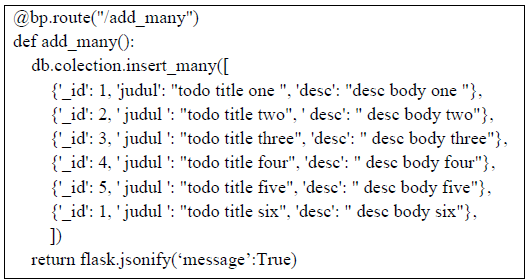 @bp.route("/add_many")
def add_many():
db.colection.insert_many([
{'_id': 1, 'judul': "todo title one ", 'desc': "desc body one "},
{'_id': 2, ' judul ': "todo title two", ' desc': " desc body two"},
{'_id': 3, ' judul ': "todo title three", 'desc': " desc body three"},
{'_id': 4, ' judul ': "todo title four", 'desc': " desc body four"},
{'_id': 5, ' judul ': "todo title five", 'desc': " desc body five"},
{'_id': 1, ' judul ': "todo title six", 'desc': " desc body six"},
])
return flask.jsonify(‘message’:True)